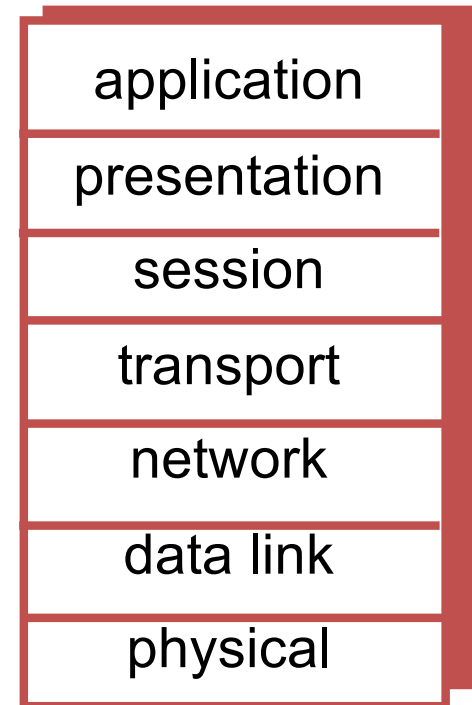 application
presentation
session
transport
network
data link
physical